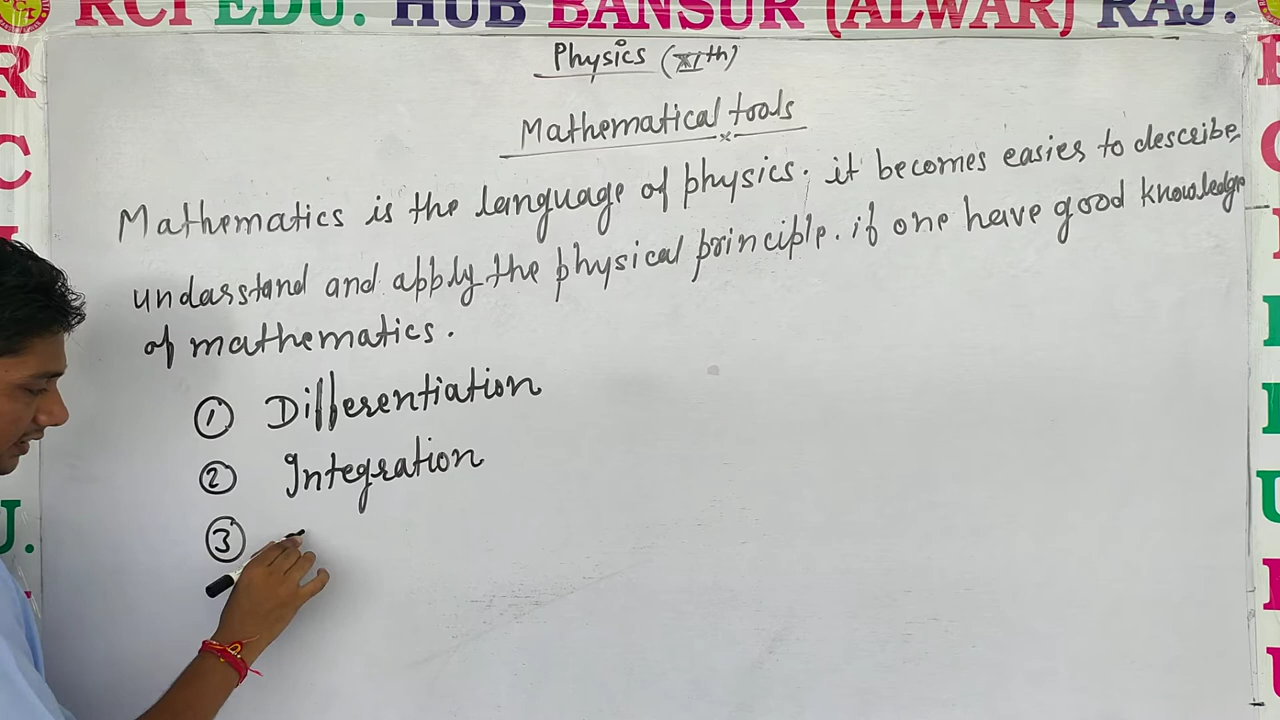 RCI EDU. HUB BANSUR (ALWAR) RAJ.
Physics (XIth)
Mathematical tools
Mathematics is the language of physics. it becomes easies to describe,
undarsstand and apply the physical principle. if one have good knowledge
of mathematics.
① Differentiation
② Integration
③
R
C
I
U.
E